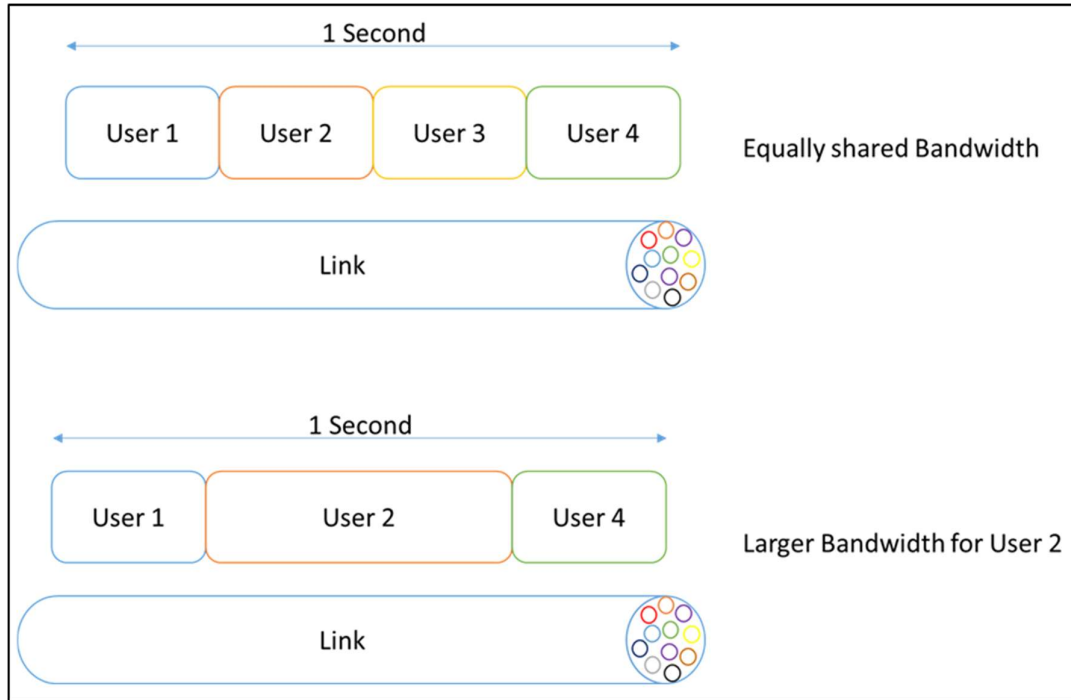 1 Second
User 1
User 2
User 3
User 4
Equally shared Bandwidth
Link
1 Second
User 1
User 2
User 4
Larger Bandwidth for User 2
Link